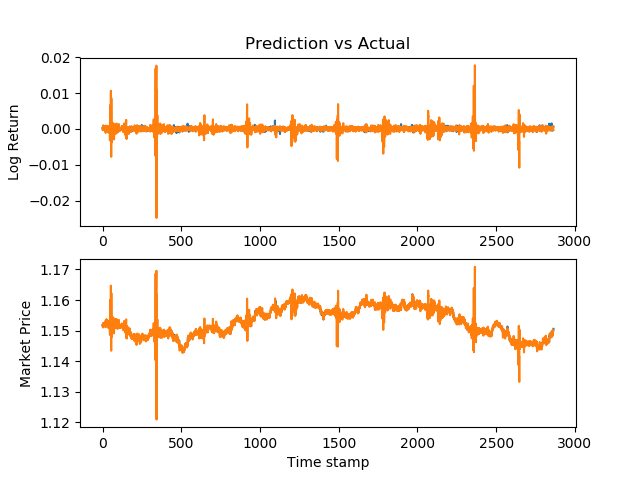 Prediction vs Actual
0.02
0.01
0.00
−0.01
−0.02
Log Return
0 500 1000 1500 2000 2500 3000
1.17
1.16
1.15
1.14
1.13
1.12
Market Price
0 500 1000 1500 2000 2500 3000
Time stamp